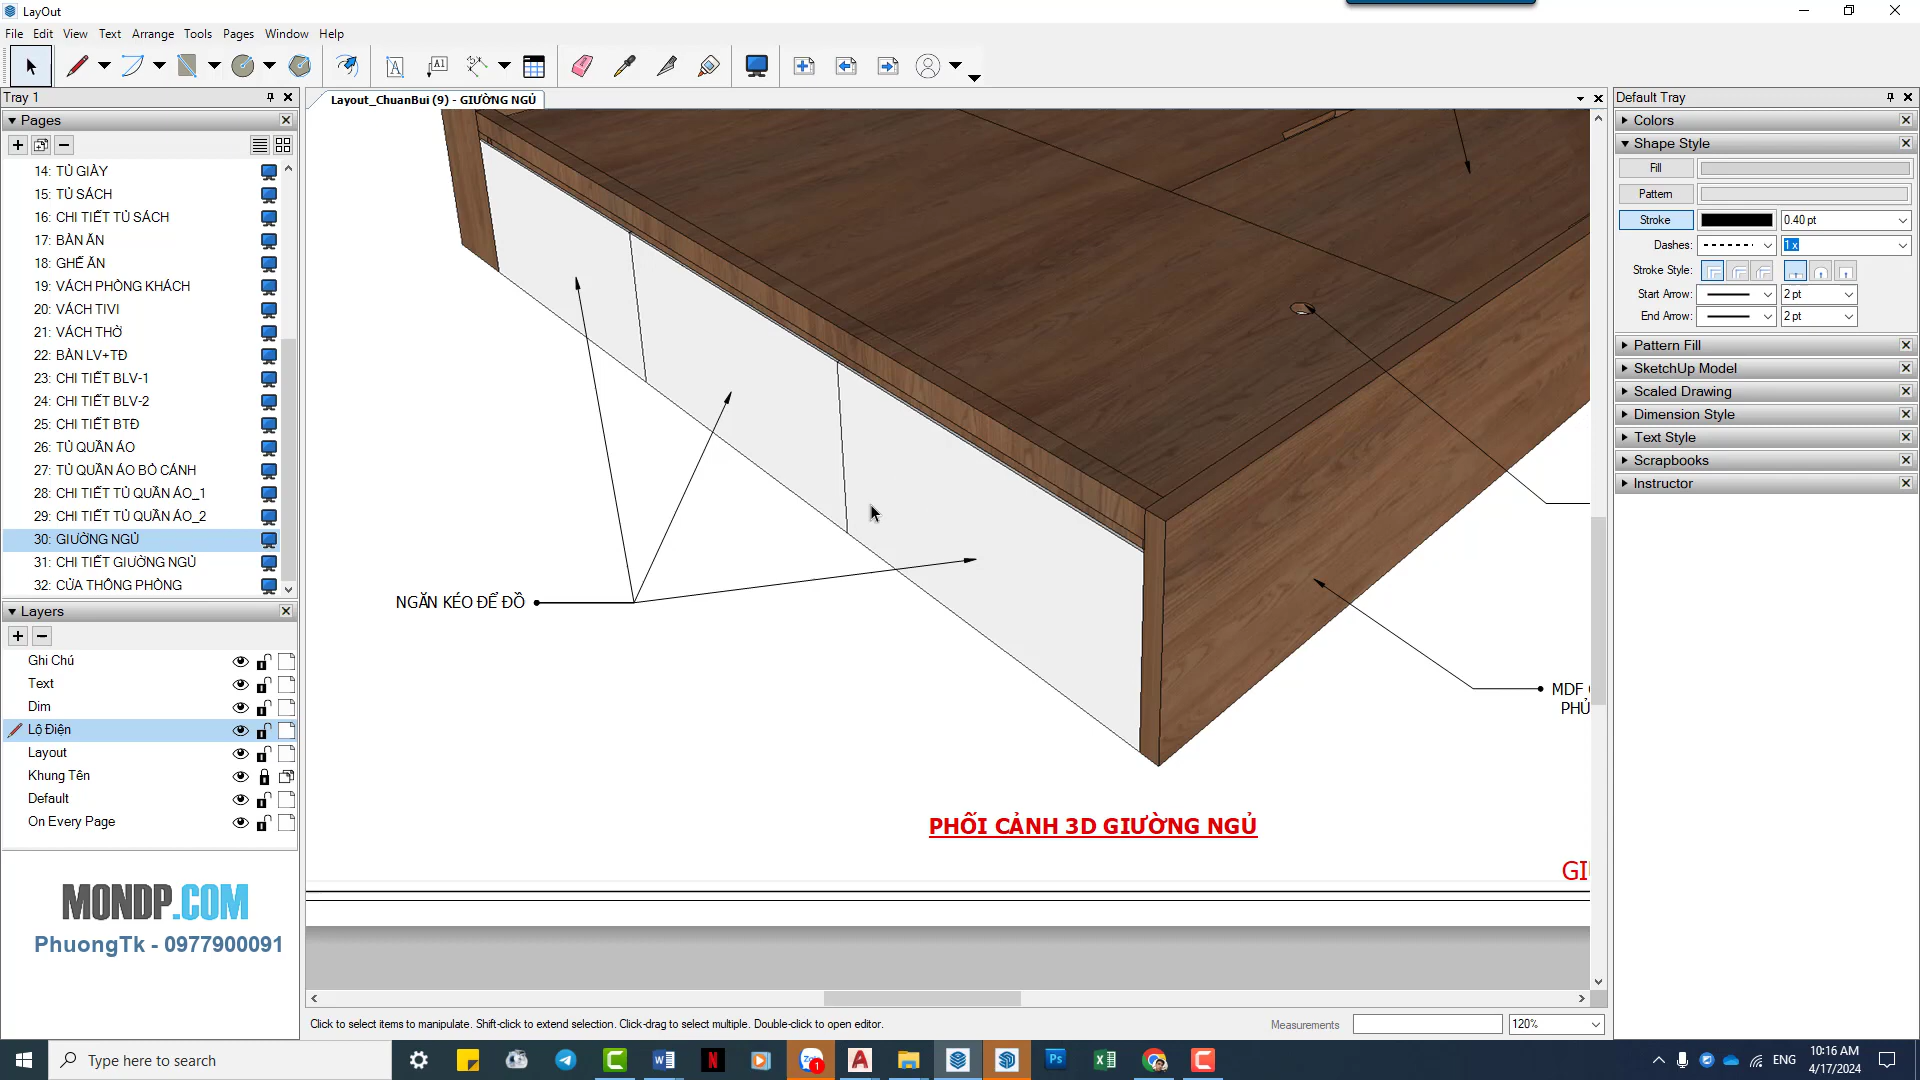 LayOut
File Edit View Text Arrange Tools Pages Window Help
Tray 1
Layout_ChuanBui (9) - GIƯỜNG NGỦ
Default Tray
Pages
14: TỦ GIÀY
15: TỦ SÁCH
16: CHI TIẾT TỦ SÁCH
17: BÀN ĂN
18: GHẾ ĂN
19: VÁCH PHÒNG KHÁCH
20: VÁCH TIVI
21: VÁCH THỜ
22: BÀN LV+TĐ
23: CHI TIẾT BLV-1
24: CHI TIẾT BLV-2
25: CHI TIẾT BTĐ
26: TỦ QUẦN ÁO
27: TỦ QUẦN ÁO BỎ CÁNH
28: CHI TIẾT TỦ QUẦN ÁO_1
29: CHI TIẾT TỦ QUẦN ÁO_2
30: GIƯỜNG NGỦ
31: CHI TIẾT GIƯỜNG NGỦ
32: CỬA THÔNG PHÒNG
Layers
Ghi Chú
Text
Dim
Lộ Điện
Layout
Khung Tên
Default
On Every Page
MONDP.COM
PhuongTk - 0977900091
NGĂN KÉO ĐỂ ĐỒ
MDF
PHỦ
PHỐI CẢNH 3D GIƯỜNG NGỦ
Colors
Shape Style
Fill
Pattern
Stroke 0.40 pt
Dashes: 1 x
Stroke Style:
Start Arrow: 2 pt
End Arrow: 2 pt
Pattern Fill
SketchUp Model
Scaled Drawing
Dimension Style
Text Style
Scrapbooks
Instructor
Click to select items to manipulate. Shift-click to extend selection. Click-drag to select multiple. Double-click to open editor.
Measurements
120%
Type here to search
ENG
10:16 AM
4/17/2024